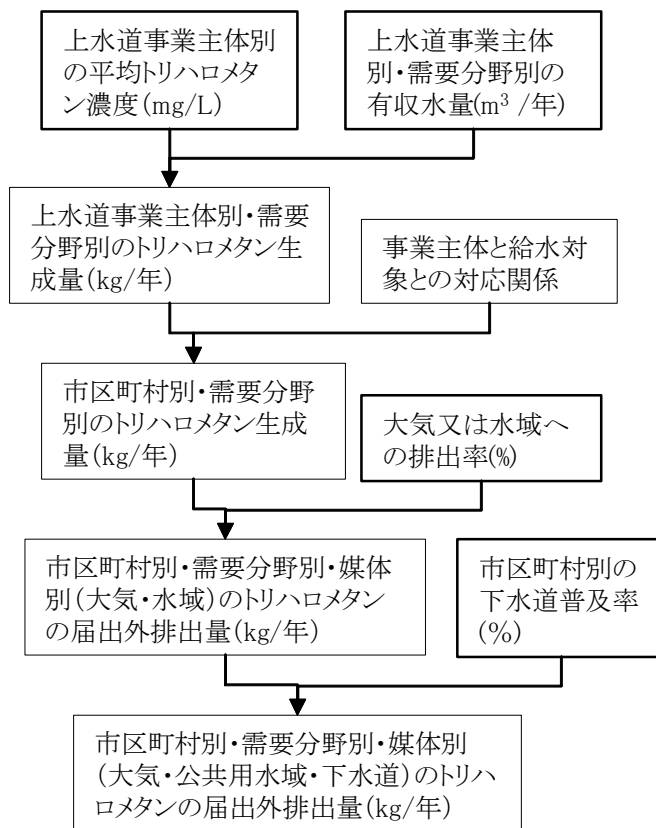 上水道事業主体別
の平均トリハロメタ
ン濃度(mg/L)
上水道事業主体
別・需要分野別の
有収水量(m³ /年)
上水道事業主体別・需要
分野別のトリハロメタン生
成量(kg/年)
事業主体と給水対
象との対応関係
市区町村別・需要分野
別のトリハロメタン生成
量(kg/年)
大気又は水域へ
の排出率(%)
市区町村別・需要分野別・媒体
別(大気・水域)のトリハロメタン
の届出外排出量(kg/年)
市区町村別の
下水道普及率
(%)
市区町村別・需要分野別・媒体別
(大気・公共用水域・下水道)のトリハ
ロメタンの届出外排出量(kg/年)